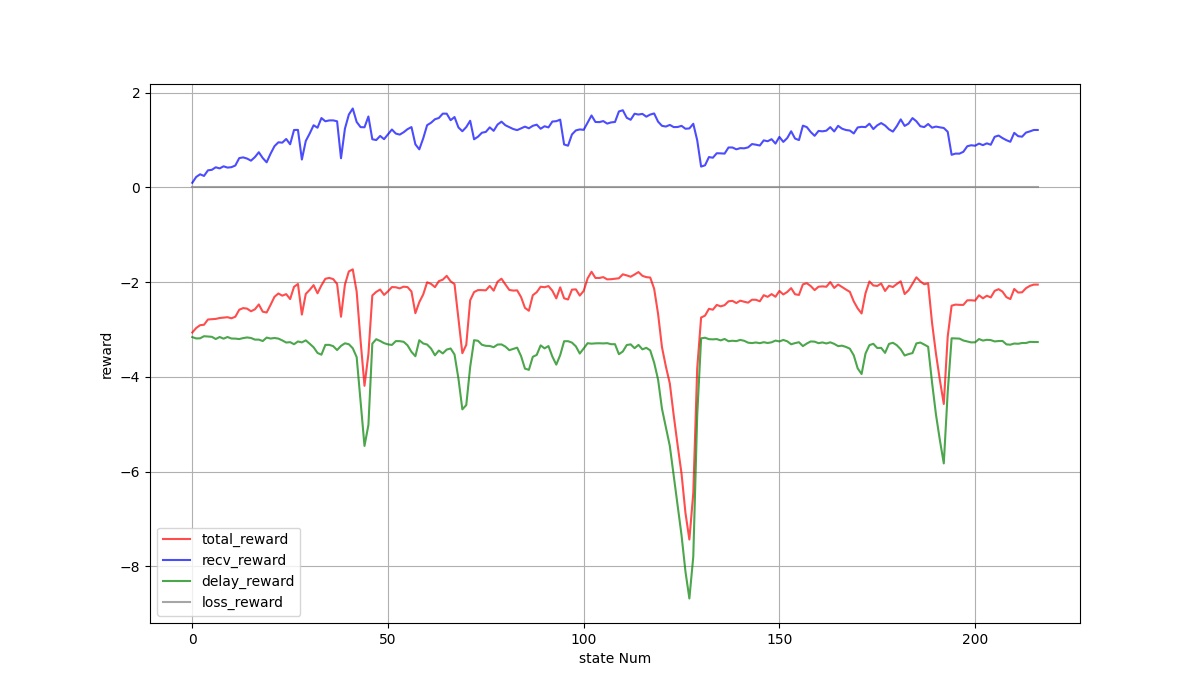 2
0
−2
−4
−6
−8
reward
total_reward
recv_reward
delay_reward
loss_reward
0 50 100 150 200
state Num